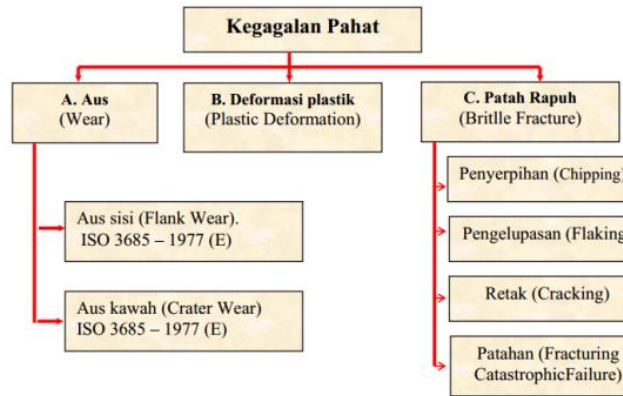 Kegagalan Pahat
A. Aus
(Wear)
B. Deformasi plastik
(Plastic Deformation)
C. Patah Rapuh
(Britlle Fracture)
Aus sisi (Flank Wear).
ISO 3685 – 1977 (E)
Aus kawah (Crater Wear)
ISO 3685 – 1977 (E)
Penyerpihan (Chipping)
Pengelupasan (Flaking
Retak (Cracking)
Patahan (Fracturing
CatastrophicFailure)